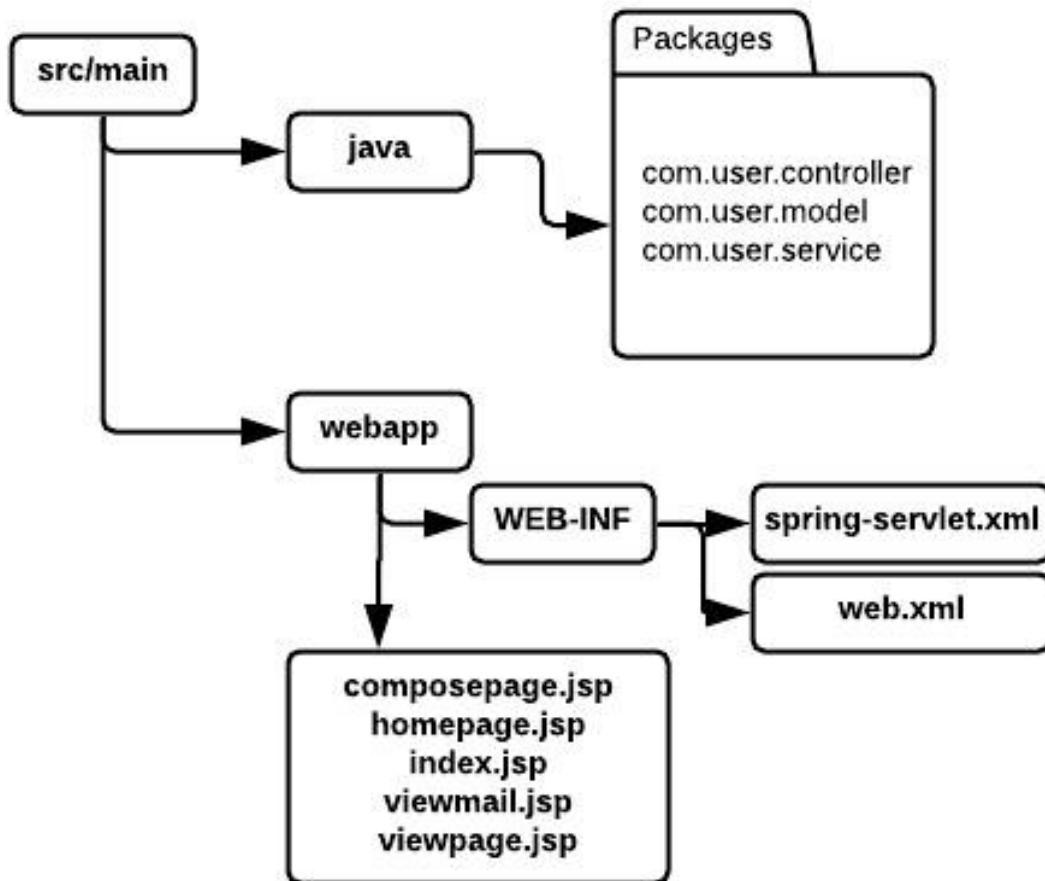 src/main
Packages
java
com.user.controller
com.user.model
com.user.service
webapp
WEB-INF
spring-servlet.xml
web.xml
composepage.jsp
homepage.jsp
index.jsp
viewmail.jsp
viewpage.jsp